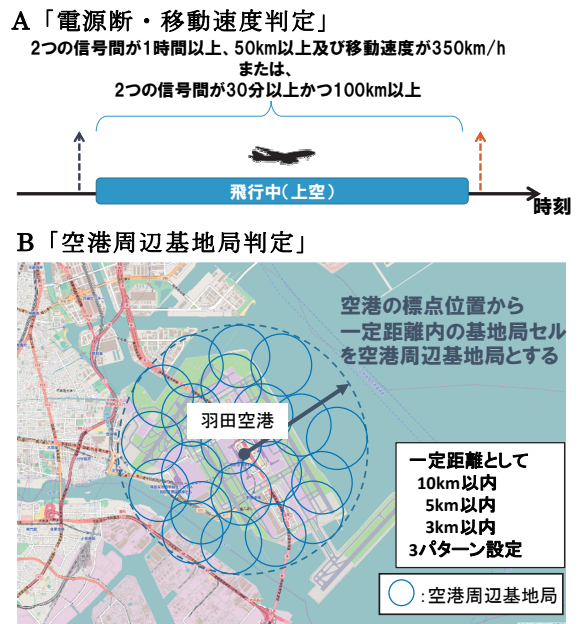 A「電源断・移動速度判定」
2つの信号間が1時間以上、50km以上及び移動速度が350km/h
または、
2つの信号間が30分以上かつ100km以上
飛行中(上空)
時刻
B「空港周辺基地局判定」
空港の標点位置から
一定距離内の基地局セル
を空港周辺基地局とする
羽田空港
一定距離として
10km以内
5km以内
3km以内
3パターン設定
:空港周辺基地局